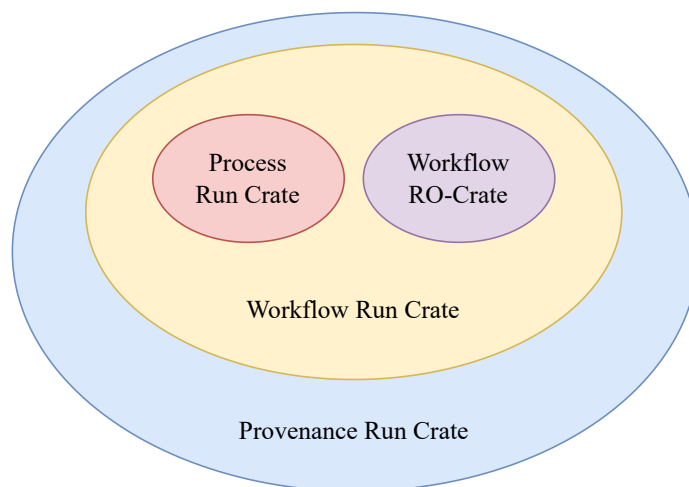 Process
Run Crate
Workflow
RO-Crate
Workflow Run Crate
Provenance Run Crate